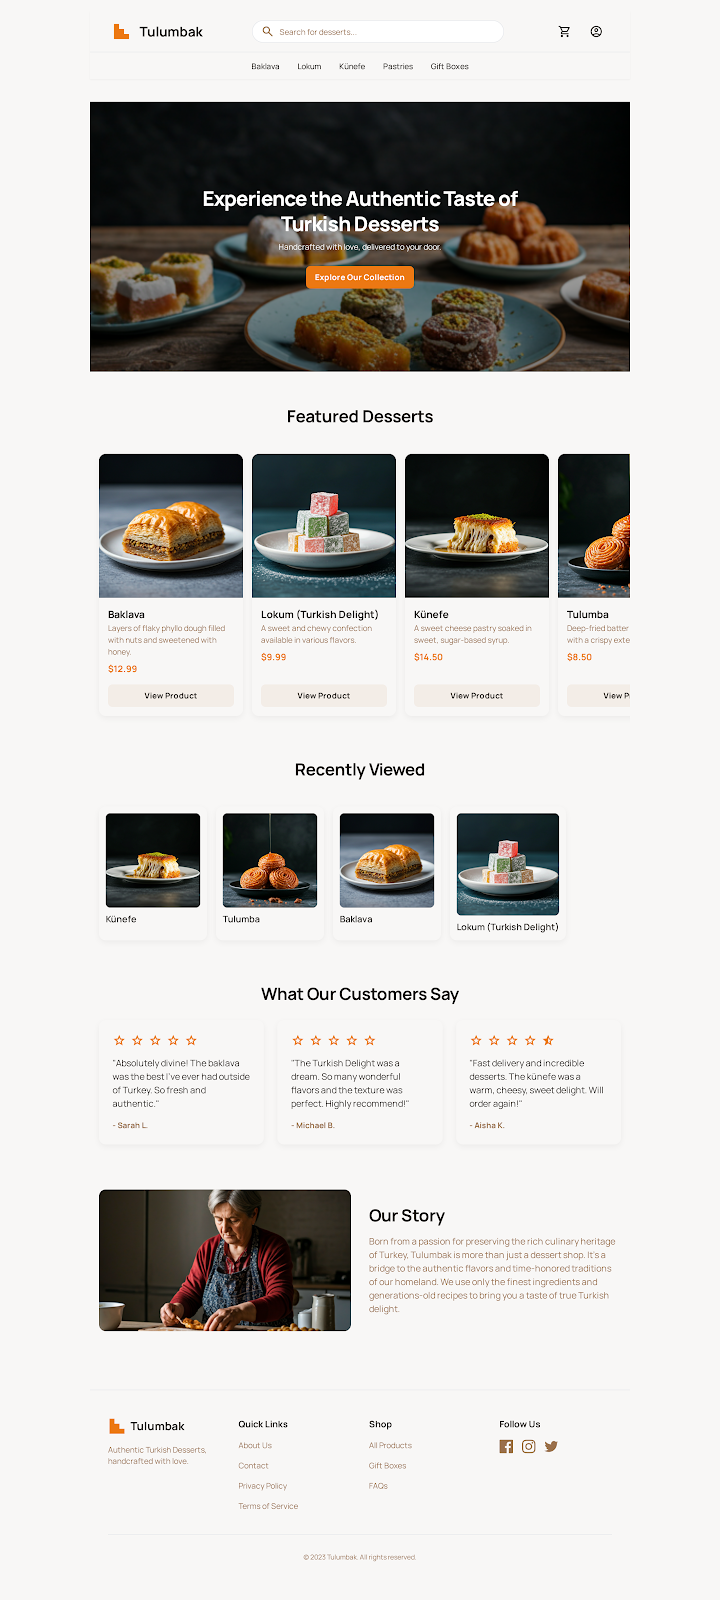 Tulumbak
Search for desserts...
Baklava Lokum Künefe Pastries Gift Boxes
Experience the Authentic Taste of
Turkish Desserts
Handcrafted with love, delivered to your door.
Explore Our Collection
Featured Desserts
Baklava
Layers of flaky phyllo dough filled
with nuts and sweetened with
honey.
$12.99
View Product
Lokum (Turkish Delight)
A sweet and chewy confection
available in various flavors.
$9.99
View Product
Künefe
A sweet cheese pastry soaked in
sweet, sugar-based syrup.
$14.50
View Product
Tulumba
Deep-fried batter
with a crispy exte
$8.50
View P
Recently Viewed
Künefe
Tulumba
Baklava
Lokum (Turkish Delight)
What Our Customers Say
"Absolutely divine! The baklava
was the best I've ever had outside
of Turkey. So fresh and
authentic."
- Sarah L.
"The Turkish Delight was a
dream. So many wonderful
flavors and the texture was
perfect. Highly recommend!"
- Michael B.
"Fast delivery and incredible
desserts. The künefe was a
warm, cheesy, sweet delight. Will
order again!"
- Aisha K.
Our Story
Born from a passion for preserving the rich culinary heritage
of Turkey, Tulumbak is more than just a dessert shop. It's a
bridge to the authentic flavors and time-honored traditions
of our homeland. We use only the finest ingredients and
generations-old recipes to bring you a taste of true Turkish
delight.
Tulumbak
Authentic Turkish Desserts,
handcrafted with love.
Quick Links
About Us
Contact
Privacy Policy
Terms of Service
Shop
All Products
Gift Boxes
FAQs
Follow Us
© 2023 Tulumbak. All rights reserved.